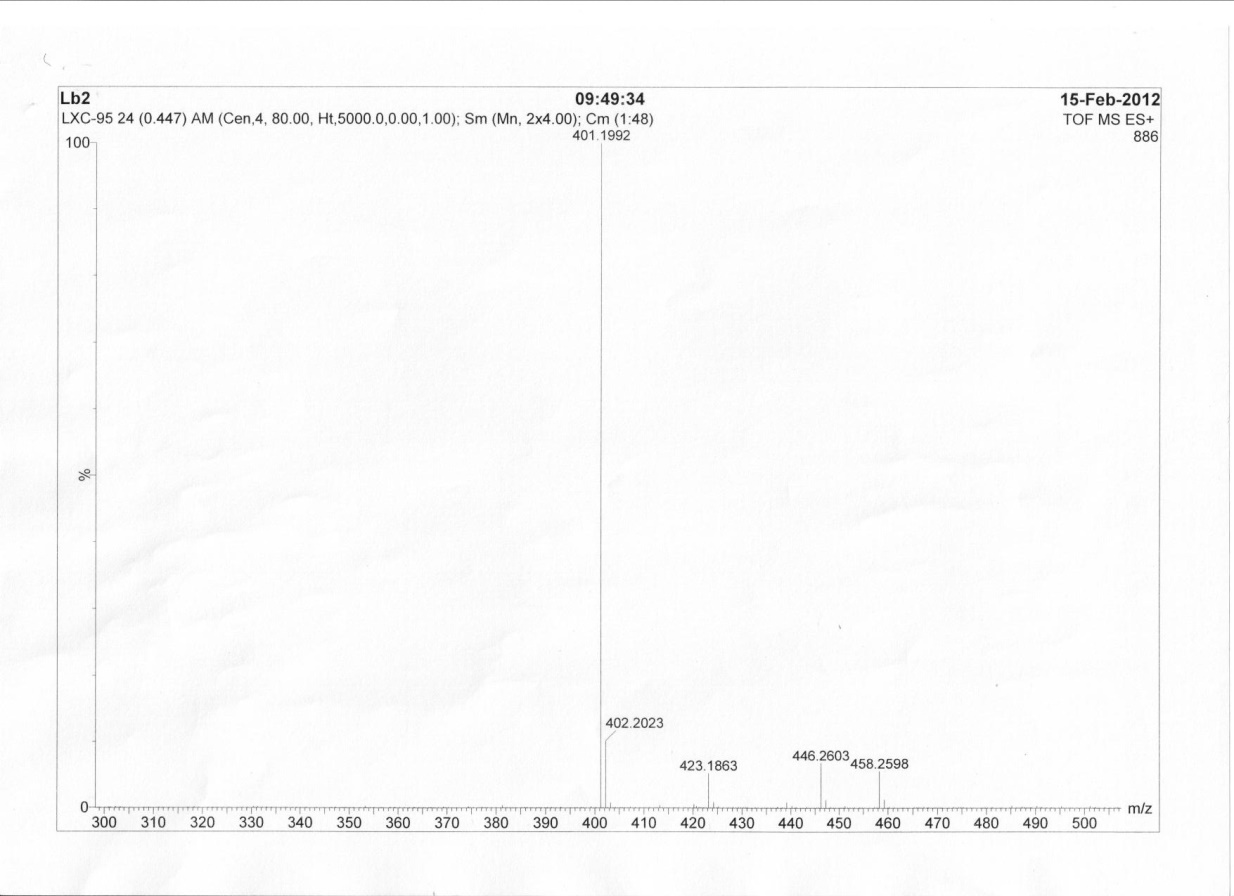 Lb2 09:49:34 15-Feb-2012
LXC-95 24 (0.447) AM (Cen,4, 80.00, Ht,5000.0,0.00,1.00); Sm (Mn, 2x4.00); Cm (1:48) TOF MS ES+
401.1992 886
100
%
402.2023
446.2603
423.1863 458.2598
0 m/z
300 310 320 330 340 350 360 370 380 390 400 410 420 430 440 450 460 470 480 490 500